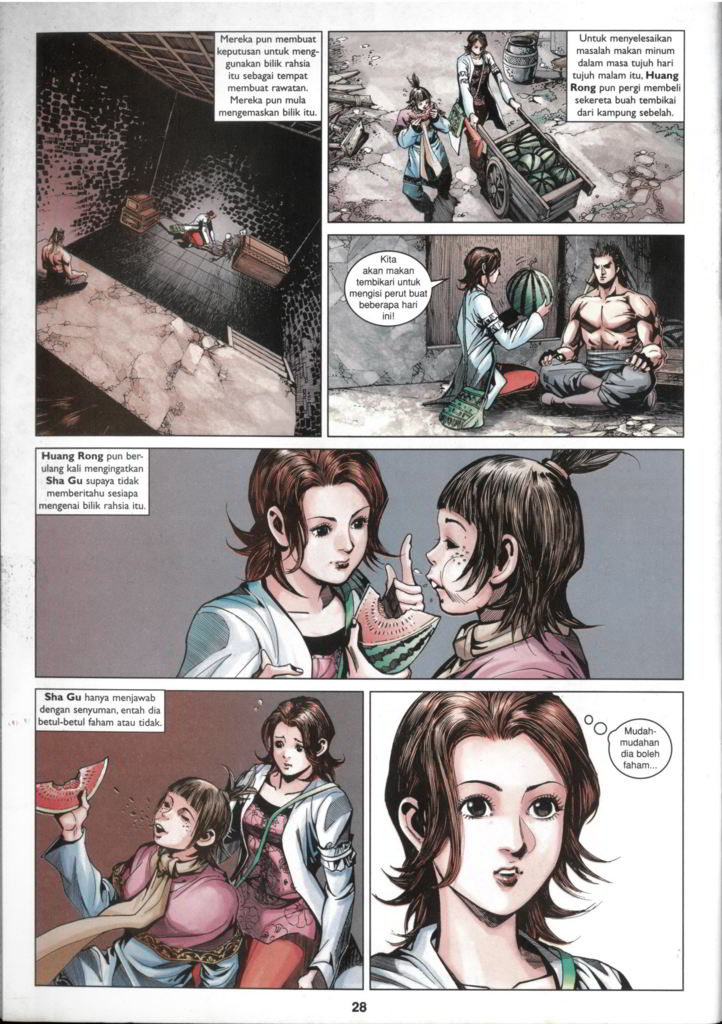 Mereka pun membuat
keputusan untuk meng-
gunakan bilik rahsia
itu sebagai tempat
membuat rawatan.
Mereka pun mula
mengemaskan bilik itu.
Untuk menyelesaikan
masalah makan minum
dalam masa tujuh hari
tujuh malam itu, Huang
Rong pun pergi membeli
sekereta buah tembikai
dari kampung sebelah.
Kita
akan makan
tembikari untuk
mengisi perut buat
beberapa hari
ini!
Huang Rong pun ber-
ulang kali mengingatkan
Sha Gu supaya tidak
memberitahu sesiapa
mengenai bilik rahsia itu.
Sha Gu hanya menjawab
dengan senyuman, entah dia
betul-betul faham atau tidak.
Mudah-
mudahan
dia boleh
faham...
28